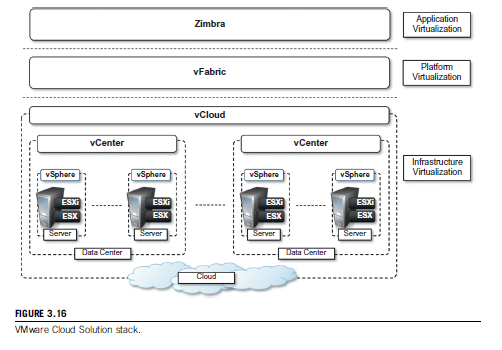 Zimbra
Application
Virtualization
vFabric
Platform
Virtualization
vCloud
vCenter
vCenter
vSphere
vSphere
vSphere
vSphere
Infrastructure
Virtualization
ESXi
ESXi
ESXi
ESXi
ESX
ESX
ESX
ESX
Server
Server
Server
Server
Data Center
Data Center
Cloud
FIGURE 3.16
VMware Cloud Solution stack.